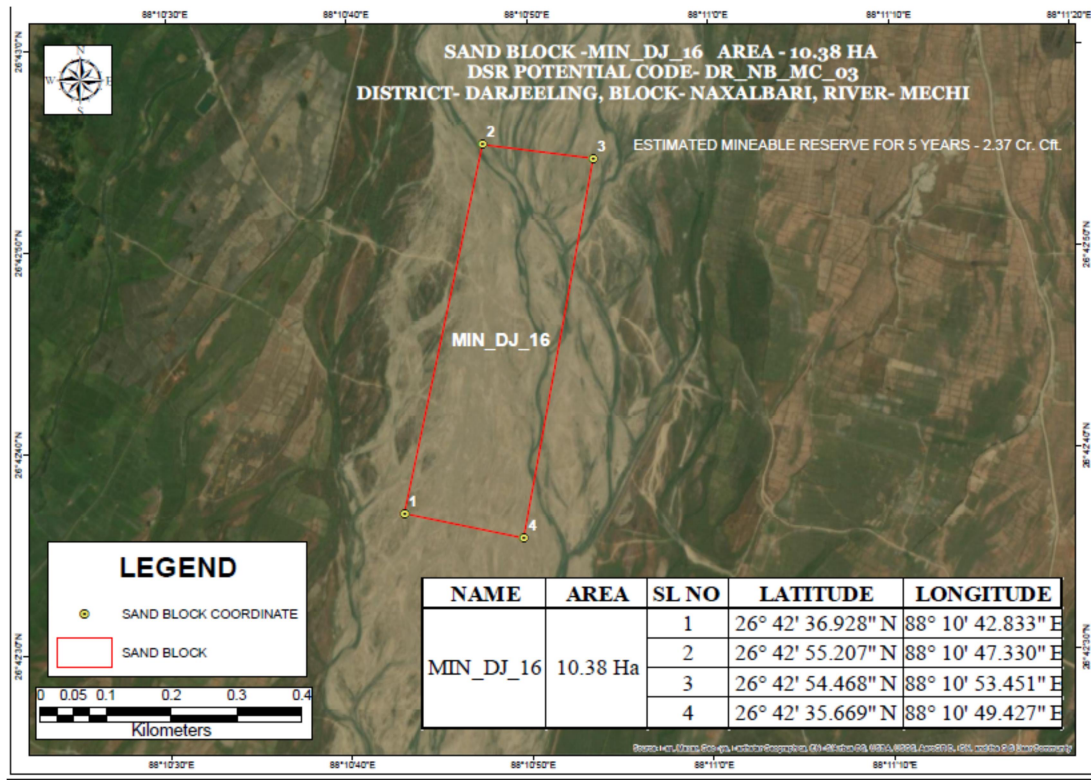 88°10'30"E 88°10'40"E 88°10'50"E 88°11'0"E 88°11'10"E 88°11'20"E
26°43'0"N
N
W E
S
SAND BLOCK -MIN_DJ_16 AREA - 10.38 HA
DSR POTENTIAL CODE- DR_NB_MC_03
DISTRICT- DARJEELING, BLOCK- NAXALBARI, RIVER- MECHI
ESTIMATED MINEABLE RESERVE FOR 5 YEARS - 2.37 Cr. Cft.
2
3
26°42'50"N 26°42'50"N
MIN_DJ_16
26°42'40"N 26°42'40"N
1
4
LEGEND
SAND BLOCK COORDINATE
SAND BLOCK
NAME AREA SL NO LATITUDE LONGITUDE
MIN_DJ_16 10.38 Ha
1 26° 42' 36.928" N 88° 10' 42.833" E
2 26° 42' 55.207" N 88° 10' 47.330" E
3 26° 42' 54.468" N 88° 10' 53.451" E
4 26° 42' 35.669" N 88° 10' 49.427" E
26°42'30"N 26°42'30"N
0 0.05 0.1 0.2 0.3 0.4
Kilometers
88°10'30"E 88°10'40"E 88°10'50"E 88°11'0"E 88°11'10"E